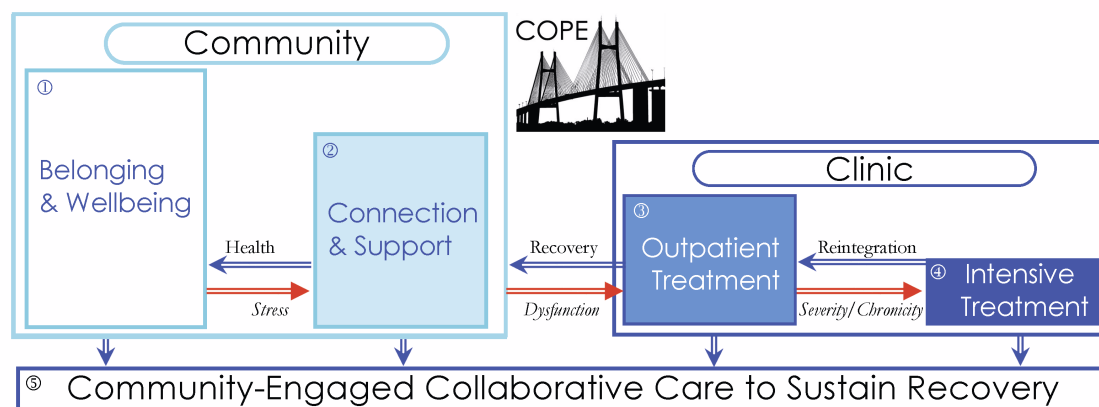 Community
COPE
①
Belonging
& Wellbeing
②
Connection
& Support
Health
Stress
Recovery
Dysfunction
Clinic
③
Outpatient
Treatment
Reintegration
Severity/Chronicity
④ Intensive
Treatment
⑤ Community-Engaged Collaborative Care to Sustain Recovery